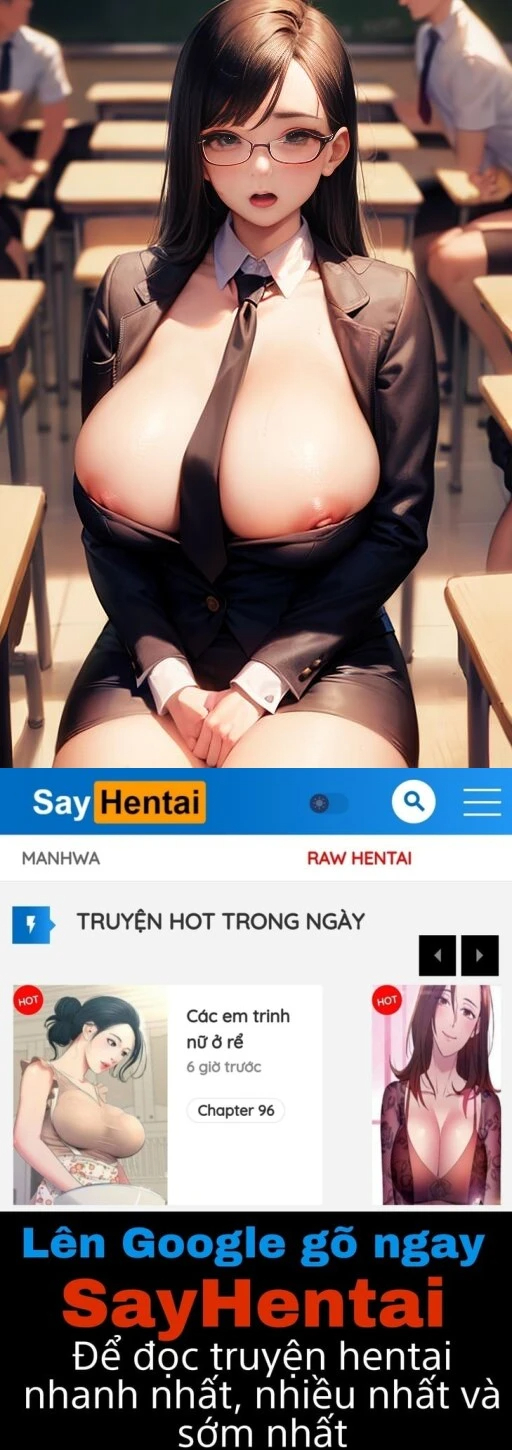 Say Hentai
MANHWA
RAW HENTAI
TRUYỆN HOT TRONG NGÀY
HOT
Các em trinh
nữ ở rể
6 giờ trước
Chapter 96
HOT
Lên Google gõ ngay
SayHentai
Để đọc truyện hentai
nhanh nhất, nhiều nhất và
sớm nhất